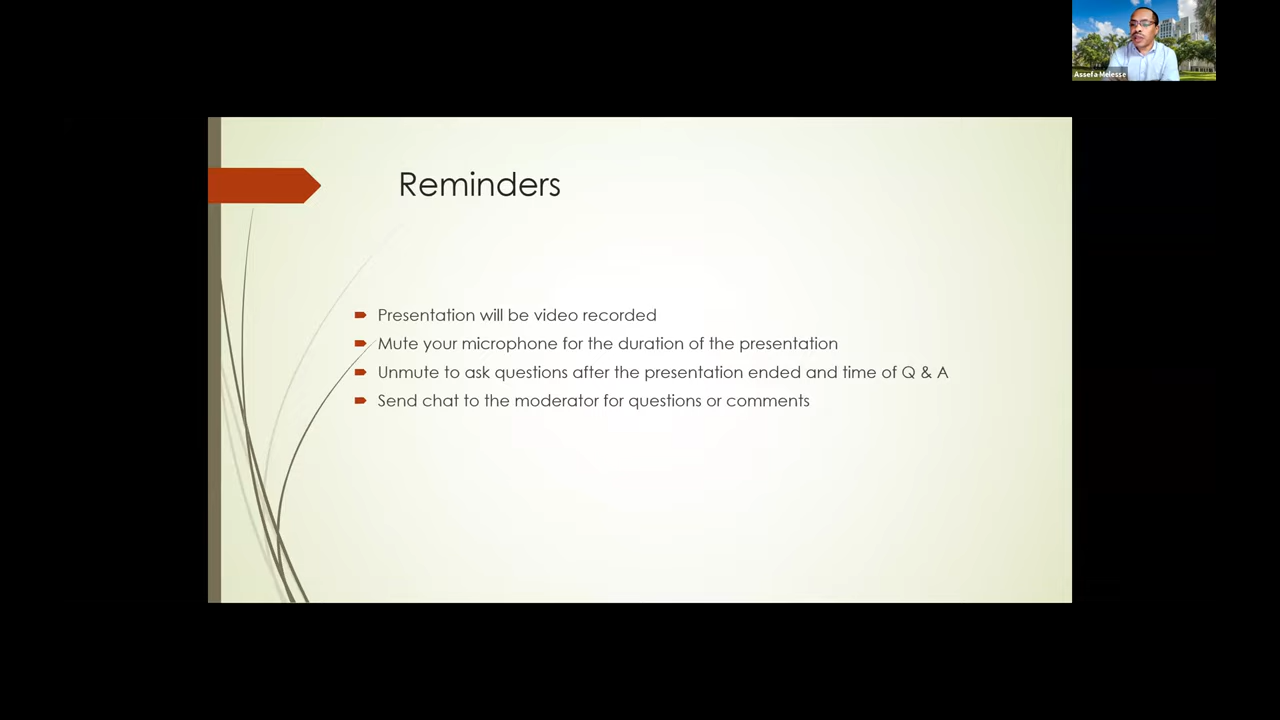 Assefa Melesse
Reminders
Presentation will be video recorded
Mute your microphone for the duration of the presentation
Unmute to ask questions after the presentation ended and time of Q & A
Send chat to the moderator for questions or comments